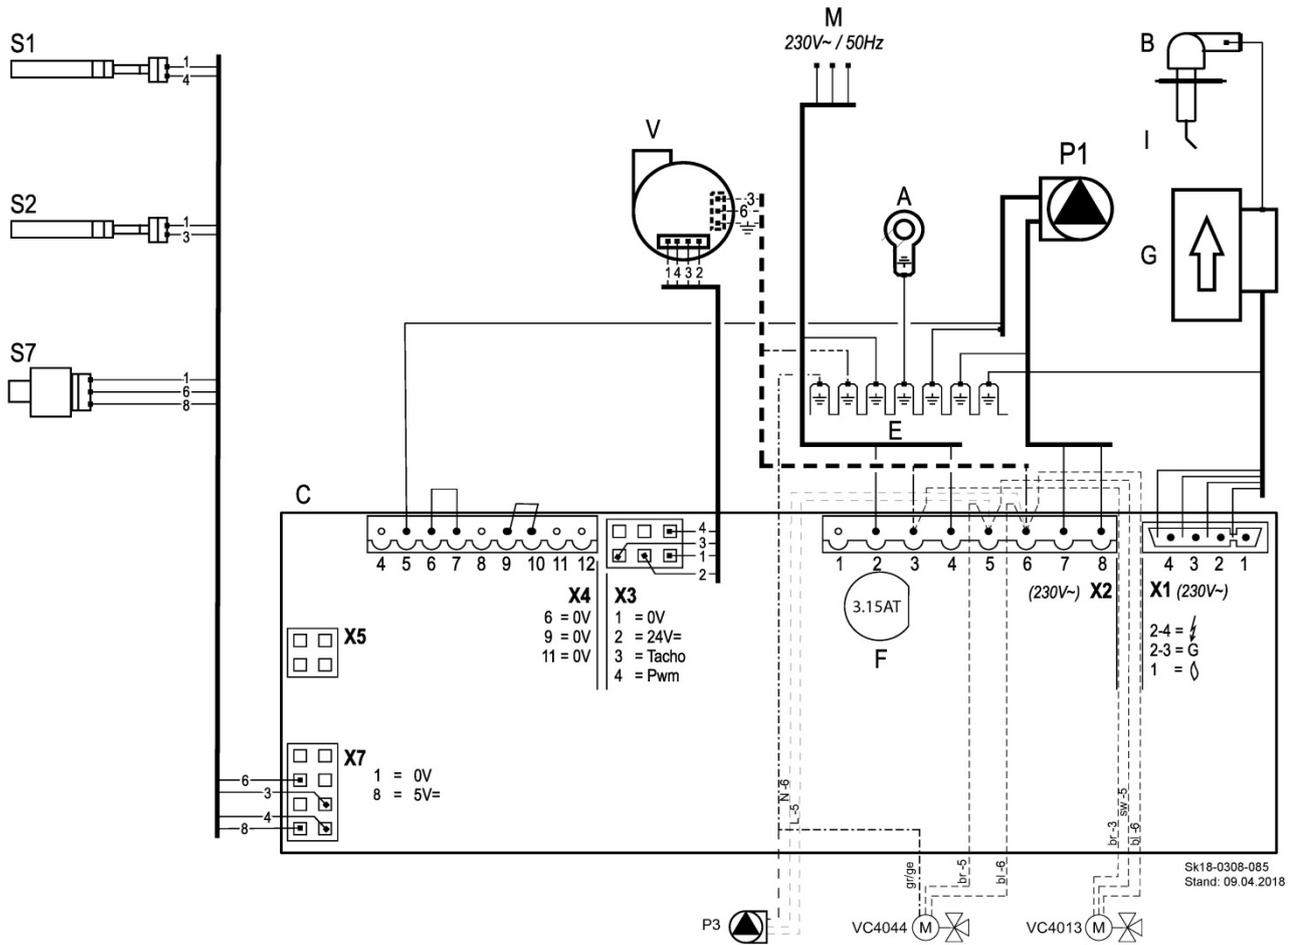 M
230V~ / 50Hz
S1
1
4
B
I
V
P1
S2
1
3
A
3
6
G
1 4 3 2
S7
1
6
8
E
C
4 5 6 7 8 9 10 11 12
4
3
1
2
1 2 3 4 5 6 7 8
4 3 2 1
X4
6 = 0V
9 = 0V
11 = 0V
X3
1 = 0V
2 = 24V=
3 = Tacho
4 = Pwm
3.15AT
F
(230V~) X2
X1 (230V~)
2-4 =
2-3 = G
1 =
X5
X7
1 = 0V
8 = 5V=
6
3
4
8
N -6
L -5
gr/ge
br -5
bl -6
br -3
sw -5
bl -6
Sk18-0308-085
Stand: 09.04.2018
P3
VC4044
M
VC4013
M